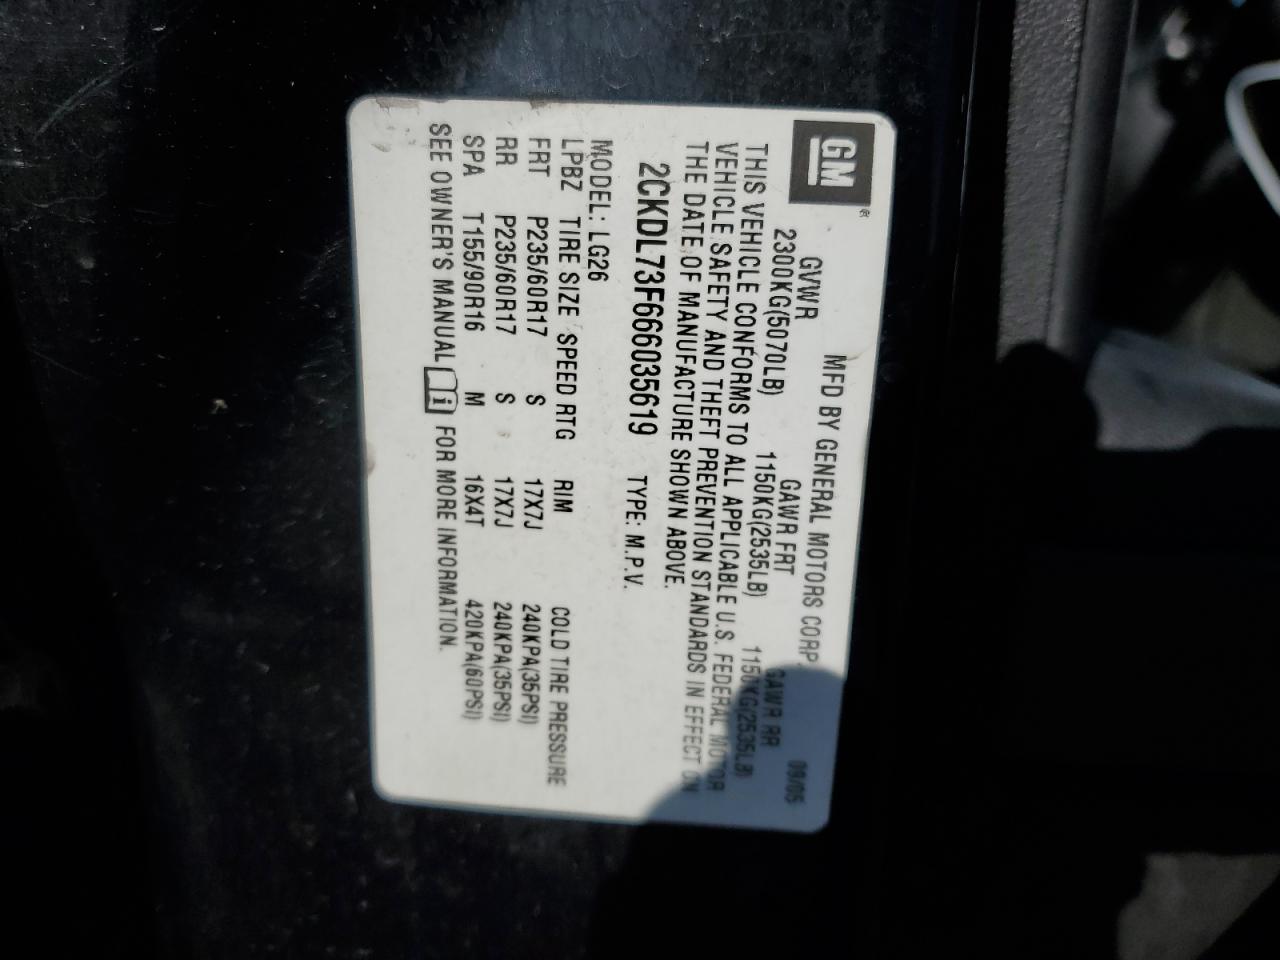 GM
MFD BY GENERAL MOTORS CORP. 09/05
GVWR GAWR FRT GAWR RR
2300KG(5070LB) 1150KG(2535LB) 1150KG(2535LB)
THIS VEHICLE CONFORMS TO ALL APPLICABLE U.S. FEDERAL MOTOR
VEHICLE SAFETY AND THEFT PREVENTION STANDARDS IN EFFECT ON
THE DATE OF MANUFACTURE SHOWN ABOVE.
2CKDL73F666035619 TYPE: M.P.V.
MODEL: LG26
LPBZ TIRE SIZE SPEED RTG RIM COLD TIRE PRESSURE
FRT P235/60R17 S 17X7J 240KPA(35PSI)
RR P235/60R17 S 17X7J 240KPA(35PSI)
SPA T155/90R16 M 16X4T 420KPA(60PSI)
SEE OWNER'S MANUAL i FOR MORE INFORMATION.